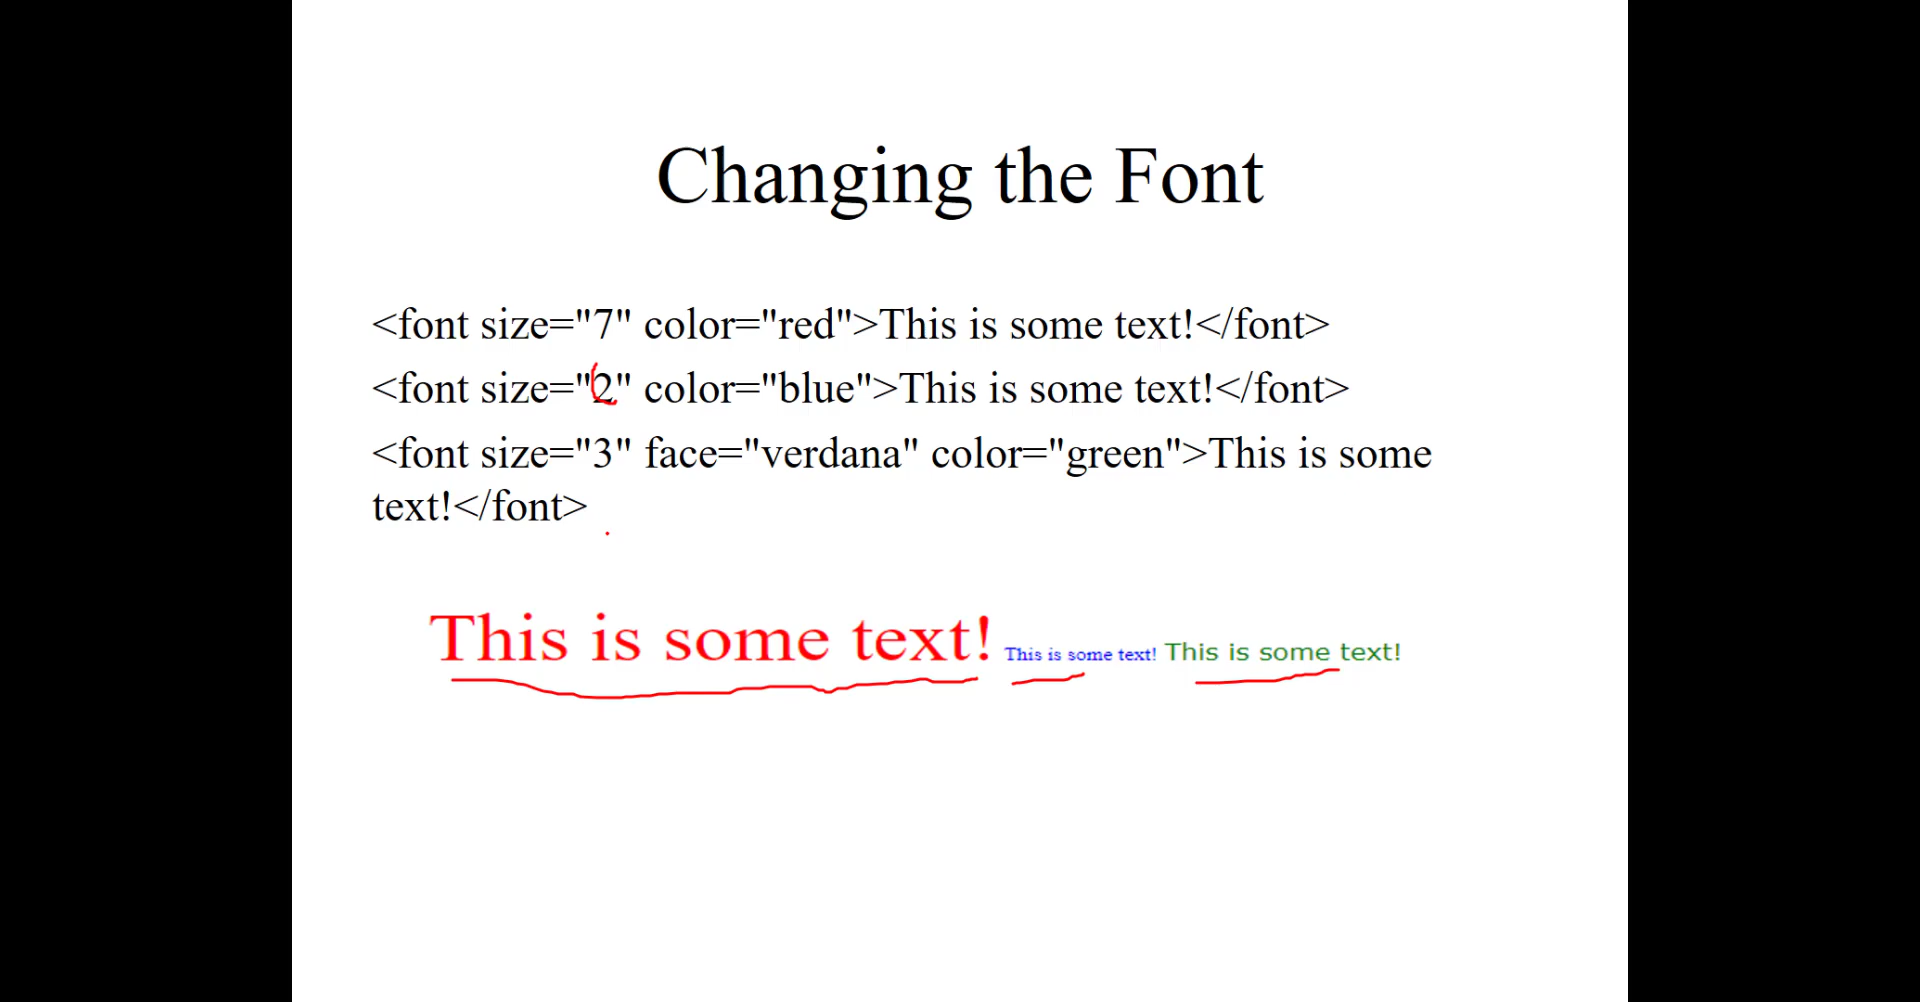 Changing the Font
<font size="7" color="red">This is some text!</font>
<font size="2" color="blue">This is some text!</font>
<font size="3" face="verdana" color="green">This is some
text!</font>
This is some text! This is some text! This is some text!